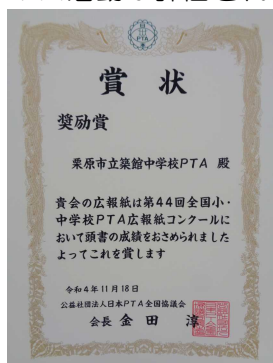 賞状
奨励賞
栗原市立築館中学校PTA 殿
貴会の広報紙は第44回全国小・
中学校PTA広報紙コンクールに
おいて頭書の成績をおさめられました
よってこれを賞します
令和4年11月18日
公益社団法人日本PTA全国協議会
会長 金田 淳